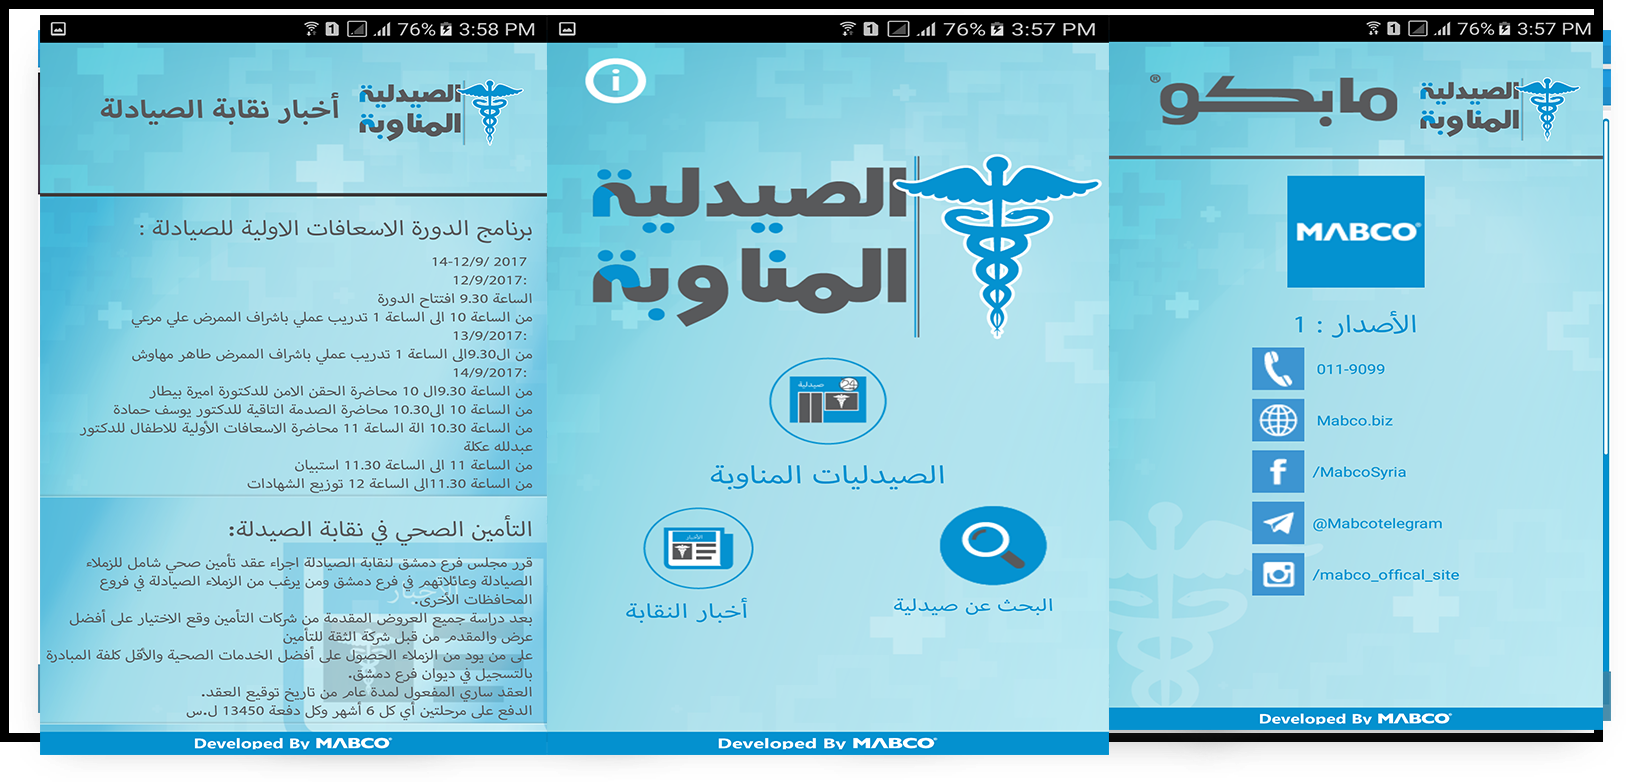 76% 3:58 PM
أخبار نقابة الصيادلة
الصيدلية
المناوبة
برنامج الدورة الاسعافات الاولية للصيادلة :
14-12/9/ 2017
12/9/2017:
الساعة 9.30 افتتاح الدورة
من الساعة 10 الى الساعة 1 تدريب عملي باشراف الممرض علي مرعي
13/9/2017:
من ال9.30الى الساعة 1 تدريب عملي باشراف الممرض طاهر مهاوش
14/9/2017:
من الساعة 9.30ال 10 محاضرة الحقن الامن للدكتورة اميرة بيطار
من الساعة 10 الى10.30 محاضرة الصدمة التاقية للدكتور يوسف حمادة
من الساعة 10.30 الة الساعة 11 محاضرة الاسعافات الأولية للاطفال للدكتور
عبدلله عكلة
من الساعة 11 الى الساعة 11.30 استبيان
من الساعة 11.30الى الساعة 12 توزيع الشهادات
التأمين الصحي في نقابة الصيدلة:
قرر مجلس فرع دمشق لنقابة الصيادلة اجراء عقد تأمين صحي شامل للزملاء
الصيادلة وعائلاتهم في فرع دمشق ومن يرغب من الزملاء الصيادلة في فروع
المحافظات الأخرى.
بعد دراسة جميع العروض المقدمة من شركات التأمين وقع الاختيار على أفضل
عرض والمقدم من قبل شركة الثقة للتأمين
على من يود من الزملاء الحصول على أفضل الخدمات الصحية والأقل كلفة المبادرة
بالتسجيل في ديوان فرع دمشق.
العقد ساري المفعول لمدة عام من تاريخ توقيع العقد.
الدفع على مرحلتين أي كل 6 أشهر وكل دفعة 13450 ل.س
الأخبار
Developed By MABCO®
1 76% 3:57 PM
i
الصيدلية
المناوبة
صيدلية 24
الصيدليات المناوبة
الأخبار
أخبار النقابة
البحث عن صيدلية
Developed By MABCO®
1 76% 3:57 PM
مابكو®
الصيدلية
المناوبة
MABCO®
الأصدار : 1
011-9099
Mabco.biz
/MabcoSyria
@Mabcotelegram
/mabco_offical_site
Developed By MABCO®